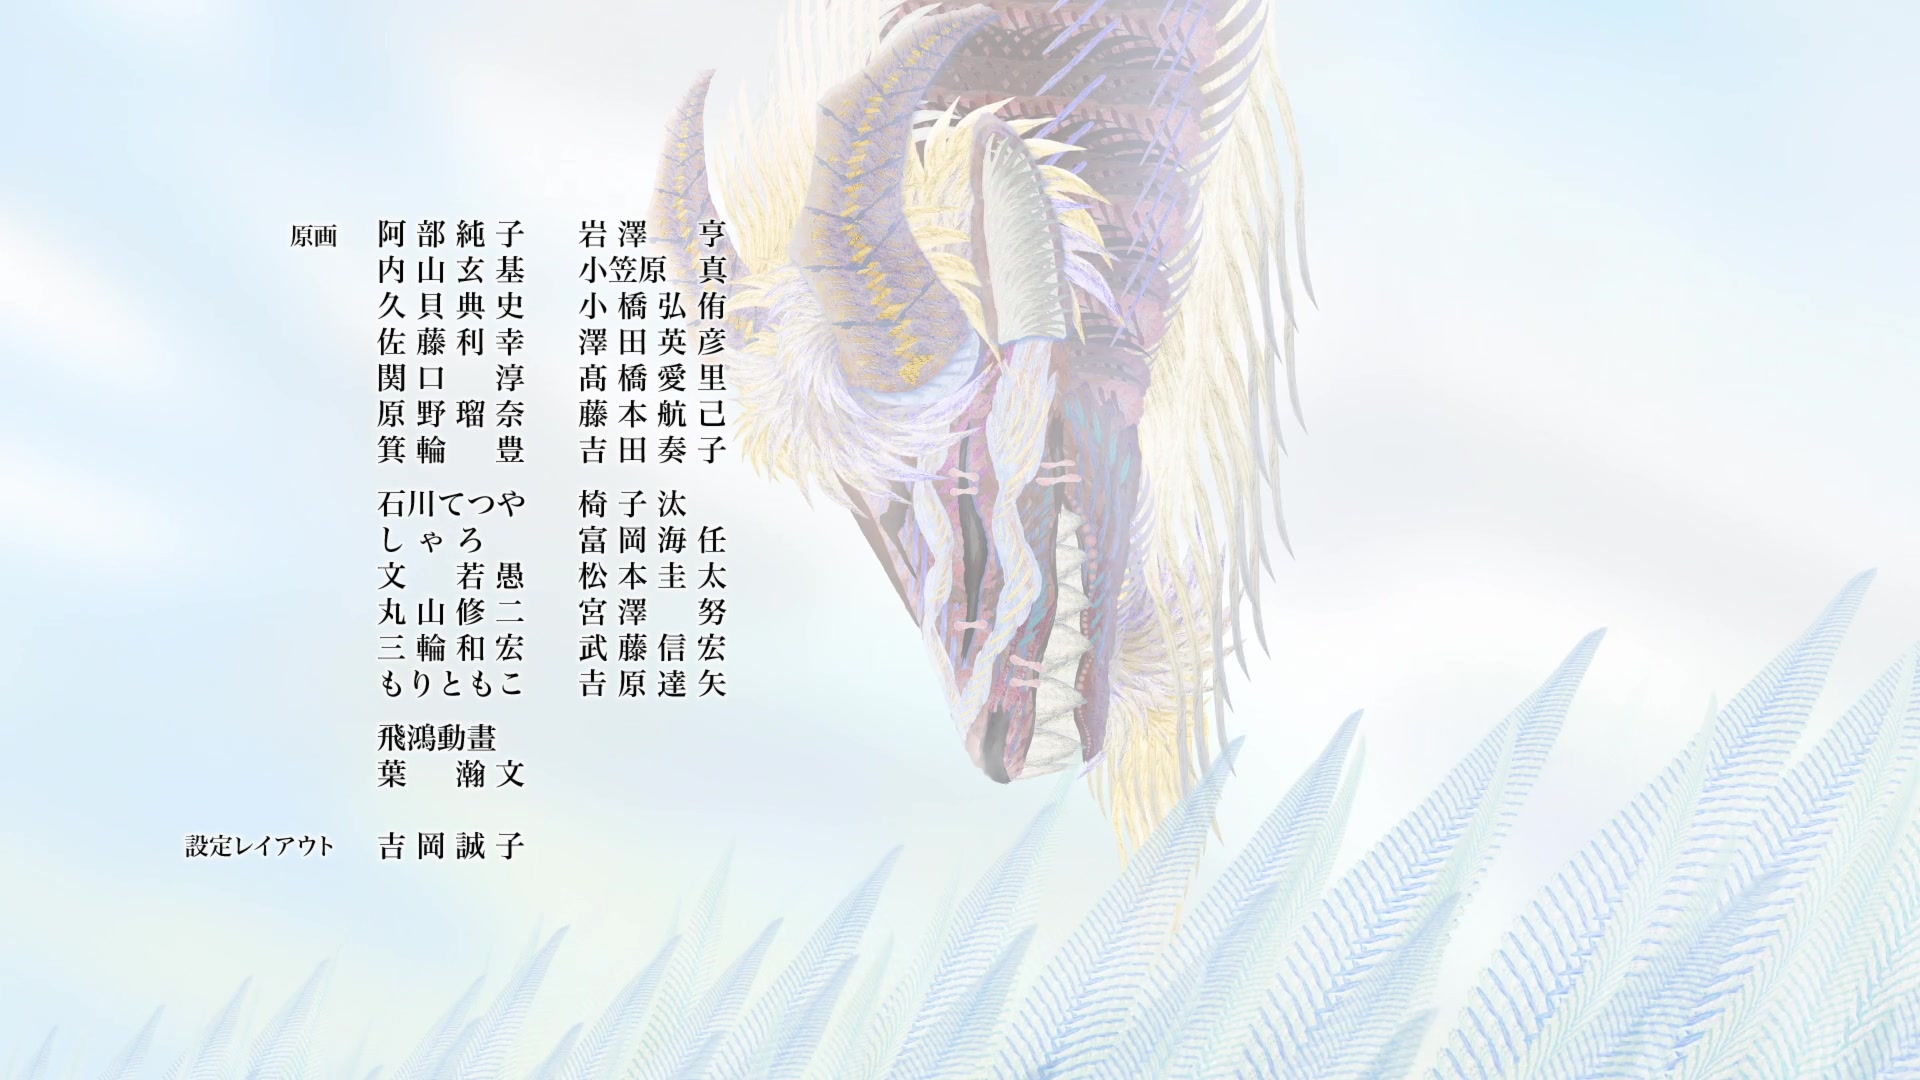 原画 阿部純子 岩澤亨
内山玄基 小笠原真
久貝典史 小橋弘侑
佐藤利幸 澤田英彦
関口淳 髙橋愛里
原野瑠奈 藤本航己
箕輪豊 吉田奏子
石川てつや 椅子汰
しゃろ 富岡海任
文若愚 松本圭太
丸山修二 宮澤努
三輪和宏 武藤信宏
もりともこ 𠮷原達矢
飛鴻動畫
葉瀚文
設定レイアウト 吉岡誠子